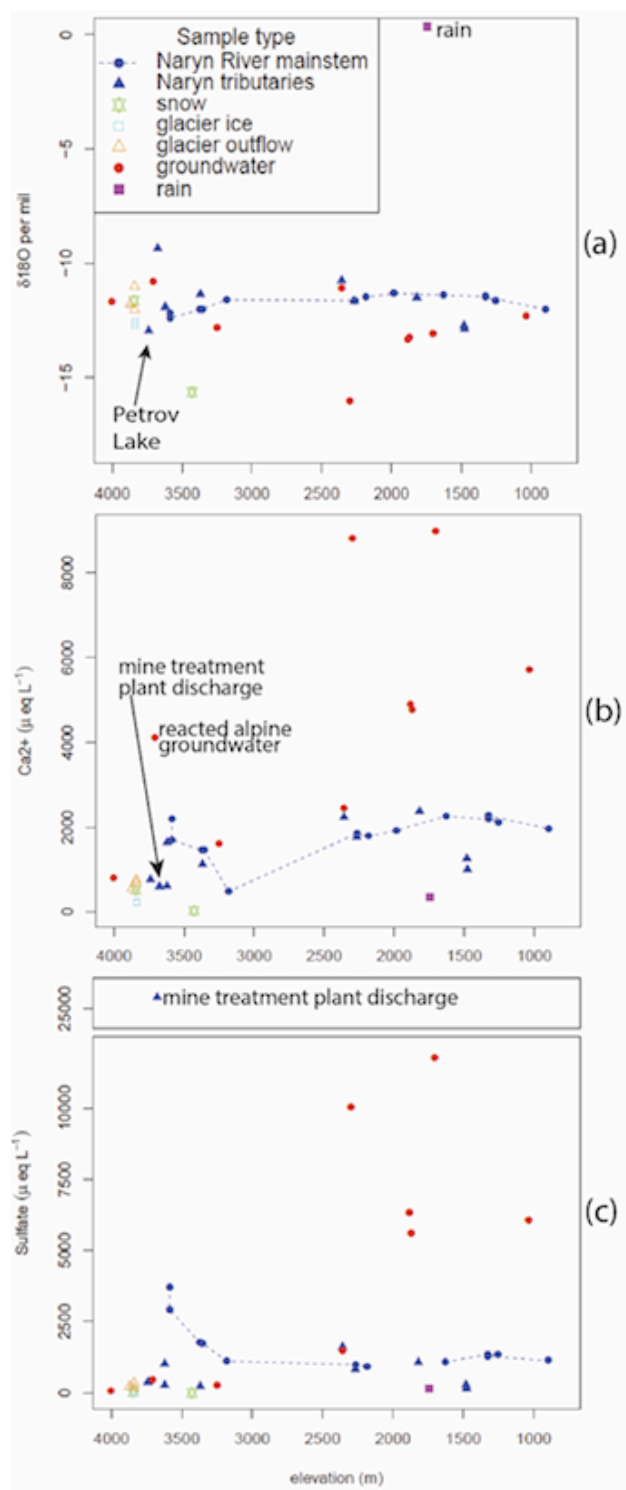 Sample type
Naryn River mainstem
Naryn tributaries
snow
glacier ice
glacier outflow
groundwater
rain
rain
0
−5
−10
−15
δ18O per mil
(a)
Petrov
Lake
4000 3500 3000 2500 2000 1500 1000
8000
6000
4000
2000
0
Ca2+ (μ eq L⁻¹)
mine treatment
plant discharge
reacted alpine
groundwater
(b)
4000 3500 3000 2500 2000 1500 1000
25000
mine treatment plant discharge
10000
7500
5000
2500
0
Sulfate (μ eq L⁻¹)
(c)
4000 3500 3000 2500 2000 1500 1000
elevation (m)